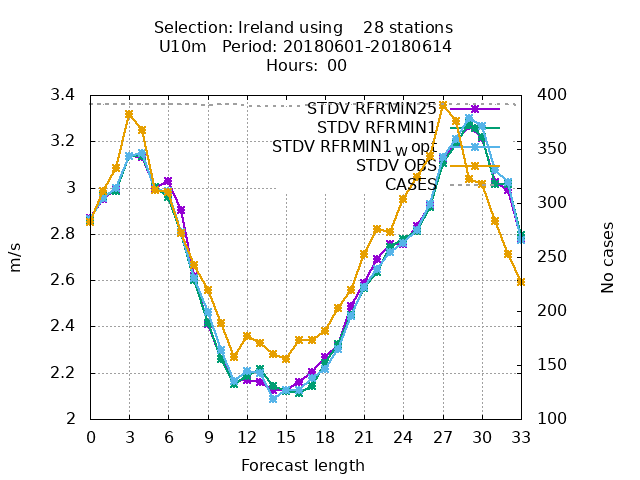 Selection: Ireland using 28 stations
U10m Period: 20180601-20180614
Hours: 00
3.4
3.2
3
2.8
2.6
2.4
2.2
2
m/s
STDV RFRMIN25
STDV RFRMIN1
STDV RFRMIN1 w opt
STDV OBS
CASES
400
350
300
250
200
150
100
No cases
0 3 6 9 12 15 18 21 24 27 30 33
Forecast length